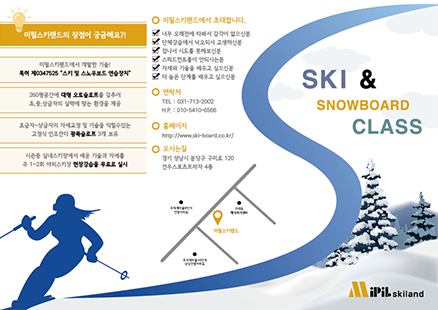 미필스키랜드의 장점이 궁금해요?!
미필스키랜드에서 개발한 기술!
특허 제0347525 "스키 및 스노우보드 연습장치"
260평공간에 대형 오토슬로프를 갖추어
초,중,상급자의 실력에 맞는 환경을 제공
초급자~상급자의 자세교정 및 기술을 익힐수있는
교정식 인조잔디 광폭슬로프 3개 보유
시즌중 실내스키장에서 배운 기술과 자세를
주 1~2회 야외스키장 현장강습을 무료로 실시
미필스키랜드에서 초대합니다.
너무 오래전에 타봐서 감각이 없으신분
단체강습에서 낙오되서 고생하신분
겁나서 시도를 못해보신분
스피드컨트롤이 안되시는분
자세와 기술을 배우고 싶으신분
더 높은 단계를 배우고 싶으신분
연락처
TEL : 031-713-2002
H.P : 010-5410-6566
홈페이지
http://www.ski-board.co.kr/
오시는길
경기 성남시 분당구 구미로 120
건우스포츠프라자 4층
미필스키랜드
SKI &
SNOWBOARD
CLASS
MiPiL skiland